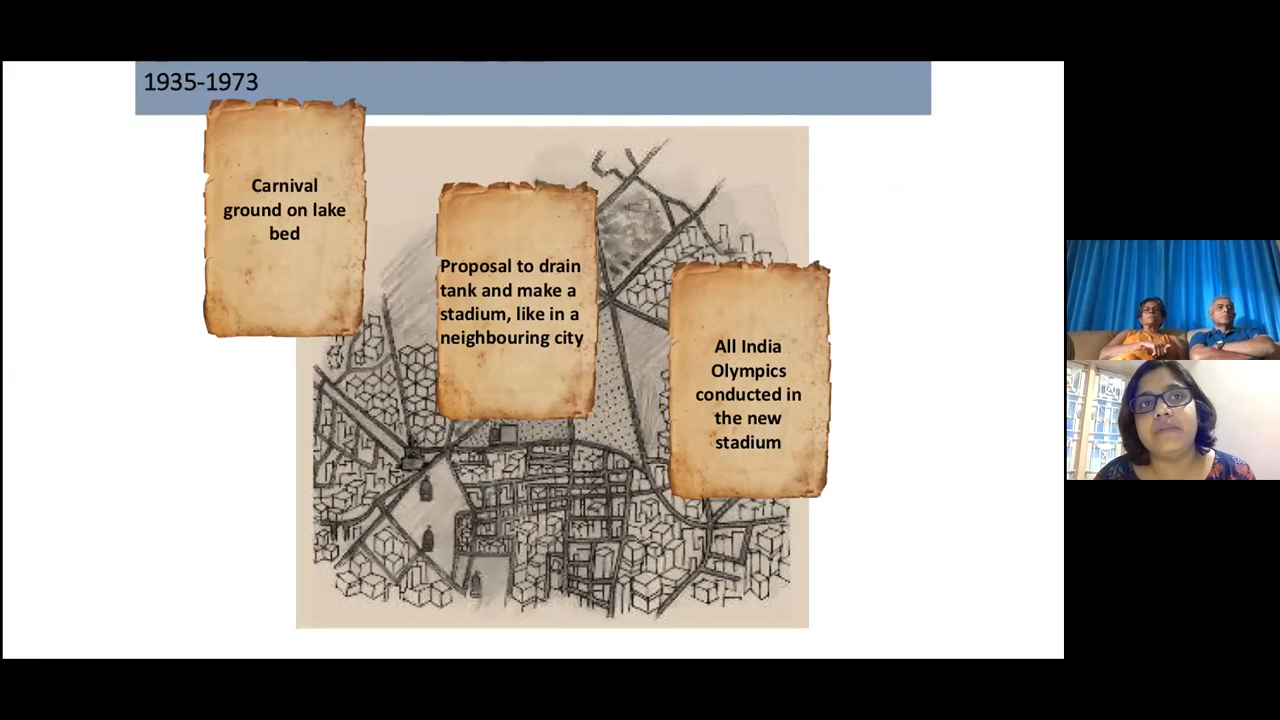 1935-1973
Carnival
ground on lake
bed
Proposal to drain
tank and make a
stadium, like in a
neighbouring city
All India
Olympics
conducted in
the new
stadium